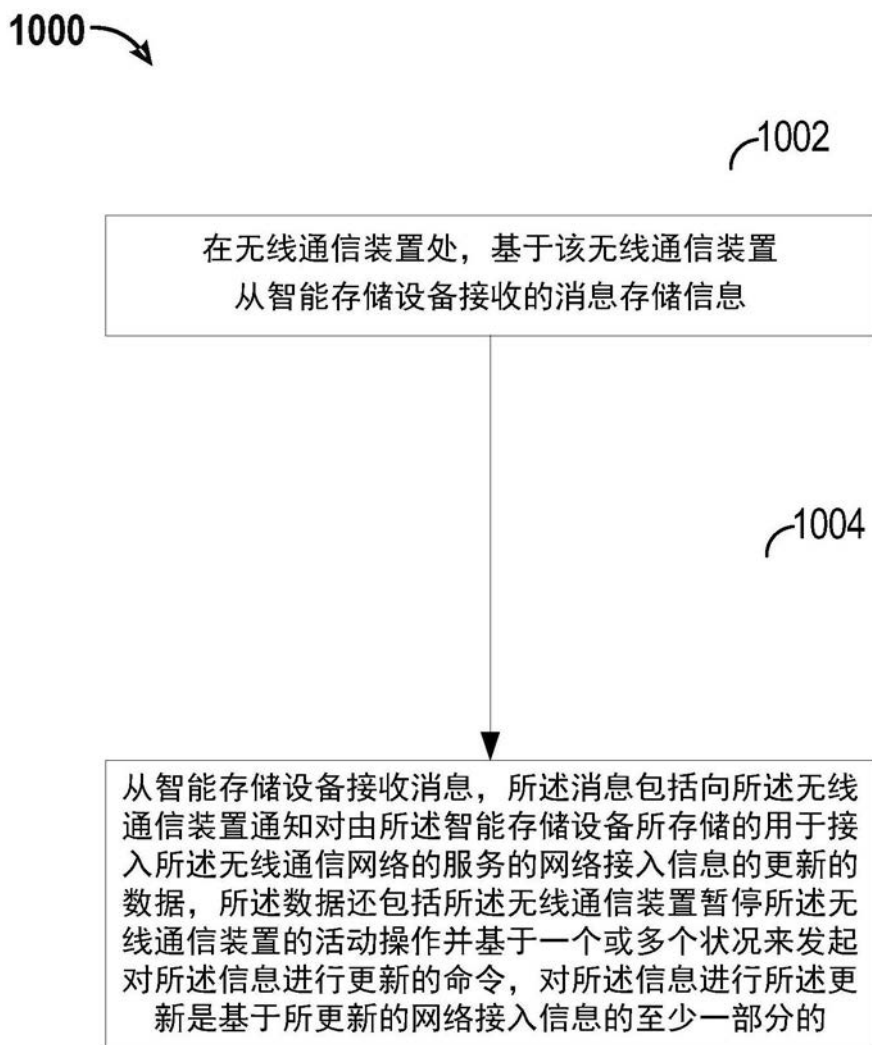 1000
1002
在无线通信装置处，基于该无线通信装置
从智能存储设备接收的消息存储信息
1004
从智能存储设备接收消息，所述消息包括向所述无线
通信装置通知对由所述智能存储设备所存储的用于接
入所述无线通信网络的服务的网络接入信息的更新的
数据，所述数据还包括所述无线通信装置暂停所述无
线通信装置的活动操作并基于一个或多个状况来发起
对所述信息进行更新的命令，对所述信息进行所述更
新是基于所更新的网络接入信息的至少一部分的